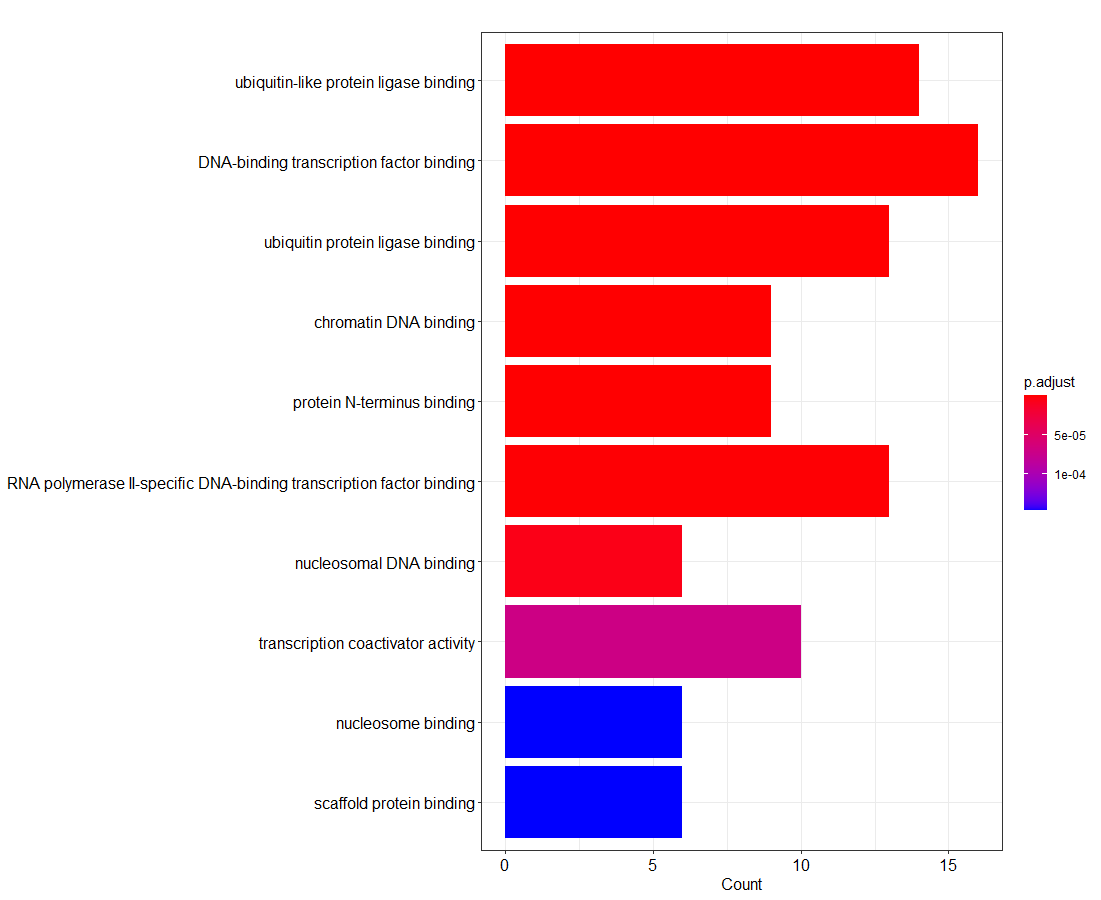 ubiquitin-like protein ligase binding
DNA-binding transcription factor binding
ubiquitin protein ligase binding
chromatin DNA binding
protein N-terminus binding
RNA polymerase II-specific DNA-binding transcription factor binding
nucleosomal DNA binding
transcription coactivator activity
nucleosome binding
scaffold protein binding
0 5 10 15
Count
p.adjust
5e-05
1e-04